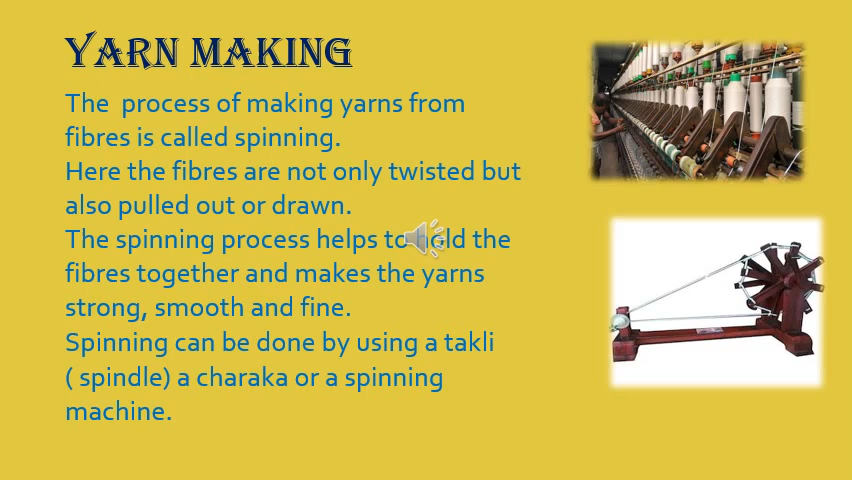 YARN MAKING
The process of making yarns from
fibres is called spinning.
Here the fibres are not only twisted but
also pulled out or drawn.
The spinning process helps to hold the
fibres together and makes the yarns
strong, smooth and fine.
Spinning can be done by using a takli
( spindle) a charaka or a spinning
machine.